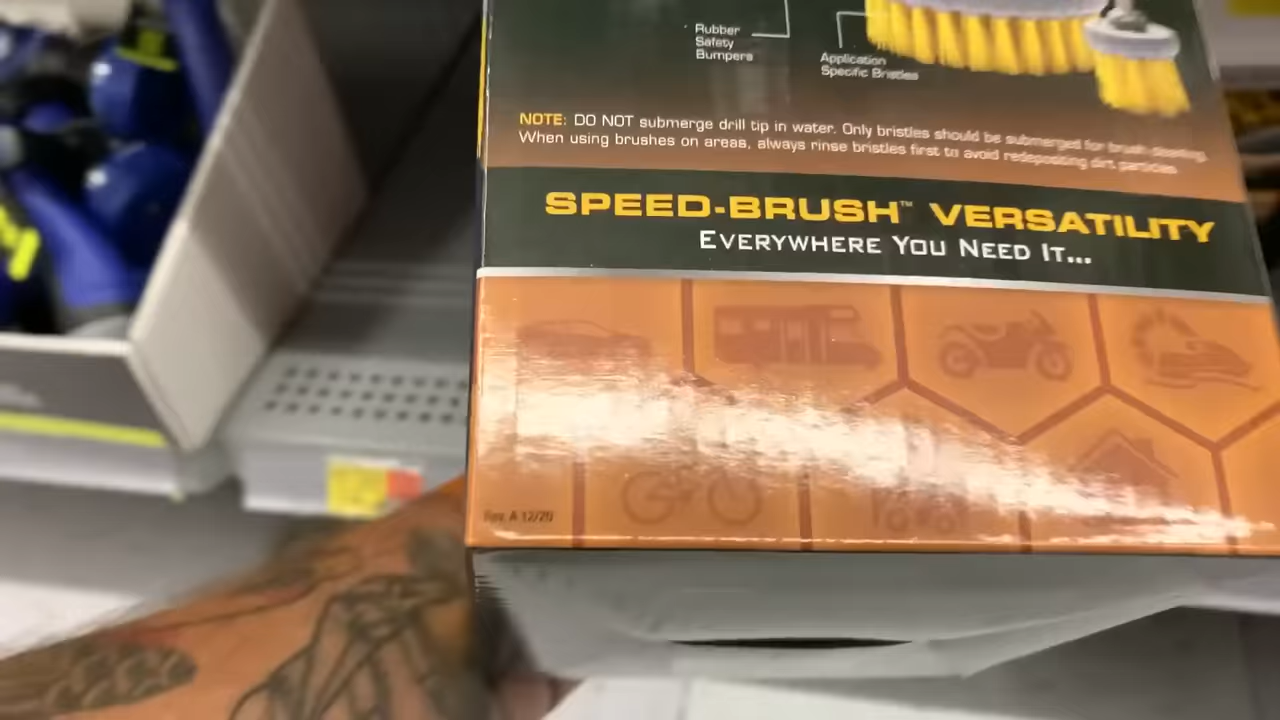 Rubber
Safety
Bumpers
Application
Specific Bristles
NOTE: DO NOT submerge drill tip in water. Only bristles should be submerged for brush cleaning.
When using brushes on areas, always rinse bristles first to avoid redepositing dirt particles
SPEED-BRUSH™ VERSATILITY
EVERYWHERE YOU NEED IT...
Rev. A 12/20